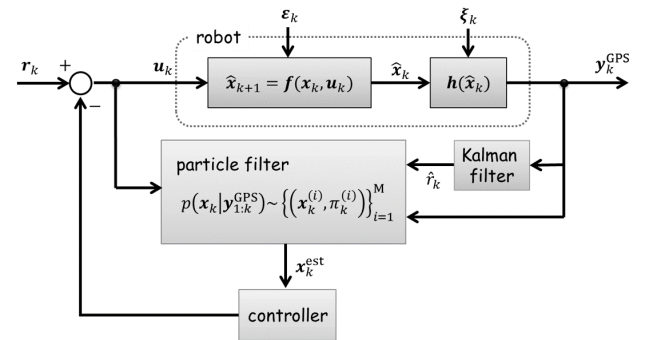 ε_k
ξ_k
robot
r_k
+
−
u_k
x̂_{k+1} = f(x_k, u_k)
x̂_k
h(x̂_k)
y_k^{GPS}
particle filter
p(x_k|y_{1:k}^{GPS})~{(x_k^{(i)}, π_k^{(i)})}_{i=1}^{M}
r̂_k
Kalman
filter
x_k^{est}
controller